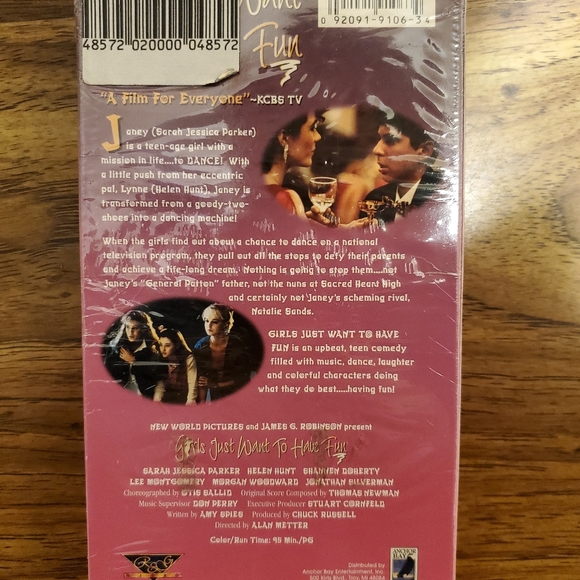 48572 020000 048572
0 92091-9106-3 4
Want
Fun
"A Film For Everyone"~KCBS TV
Janey (Sarah Jessica Parker)
is a teen-age girl with a
mission in life....to DANCE! With
a little push from her eccentric
pal, Lynne (Helen Hunt), Janey is
transformed from a goody-two-
shoes into a dancing machine!
When the girls find out about a chance to dance on a national
television program, they pull out all the stops to defy their parents
and achieve a life-long dream. Nothing is going to stop them....not
Janey's "General Patton" father, not the nuns at Sacred Heart High
and certainly not Janey's scheming rival,
Natalie Sands.
GIRLS JUST WANT TO HAVE
FUN is an upbeat, teen comedy
filled with music, dance, laughter
and colorful characters doing
what they do best.....having fun!
NEW WORLD PICTURES and JAMES G. ROBINSON present
Girls Just Want To Have Fun
SARAH JESSICA PARKER HELEN HUNT SHANNEN DOHERTY
LEE MONTGOMERY MORGAN WOODWARD JONATHAN SILVERMAN
Choreographed by OTIS SALLID Original Score Composed by THOMAS NEWMAN
Music Supervisor DON PERRY Executive Producer STUART CORNFELD
Written by AMY SPIES Produced by CHUCK RUSSELL
Directed by ALAN METTER
Color/Run Time: 95 Min./PG
Distributed by
Anchor Bay Entertainment, Inc.
500 Kirts Blvd., Troy, MI 48084
ANCHOR
BAY